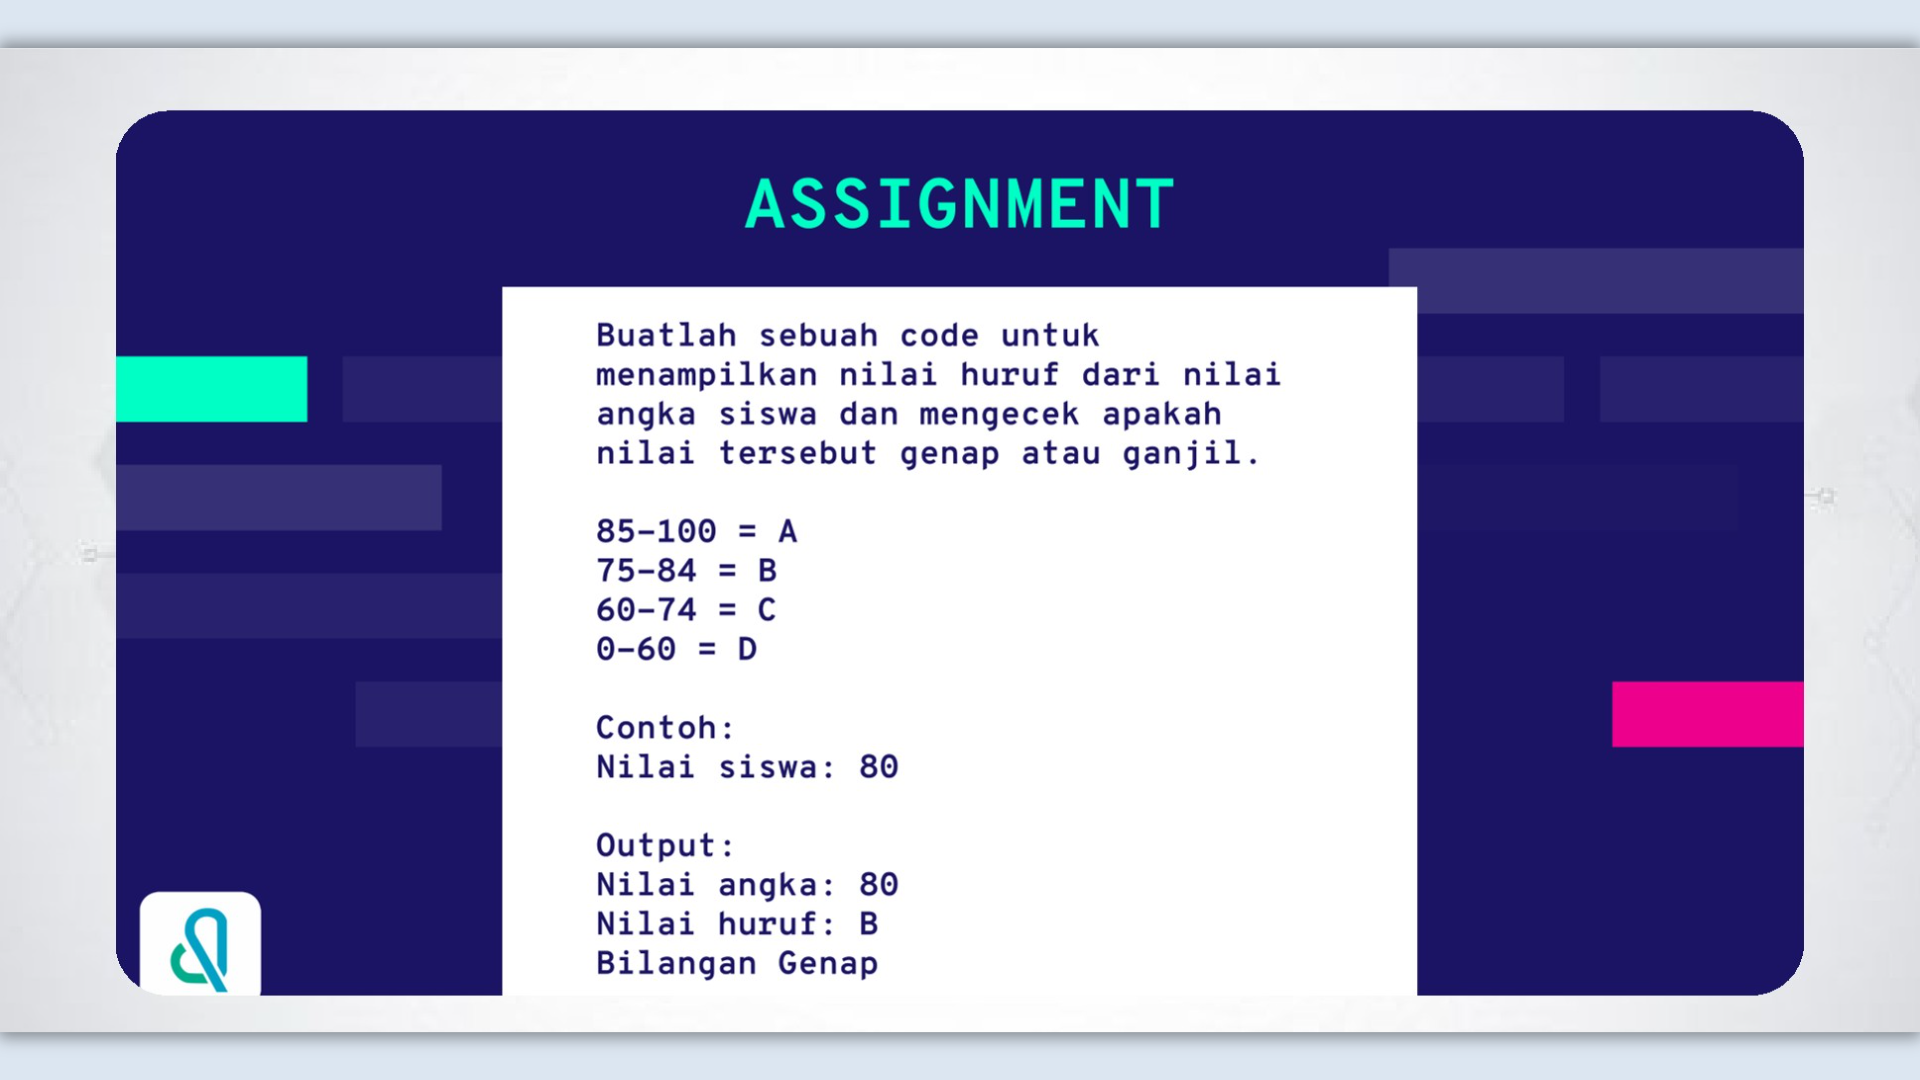 ASSIGNMENT
Buatlah sebuah code untuk
menampilkan nilai huruf dari nilai
angka siswa dan mengecek apakah
nilai tersebut genap atau ganjil.
85-100 = A
75-84 = B
60-74 = C
0-60 = D
Contoh:
Nilai siswa: 80
Output:
Nilai angka: 80
Nilai huruf: B
Bilangan Genap